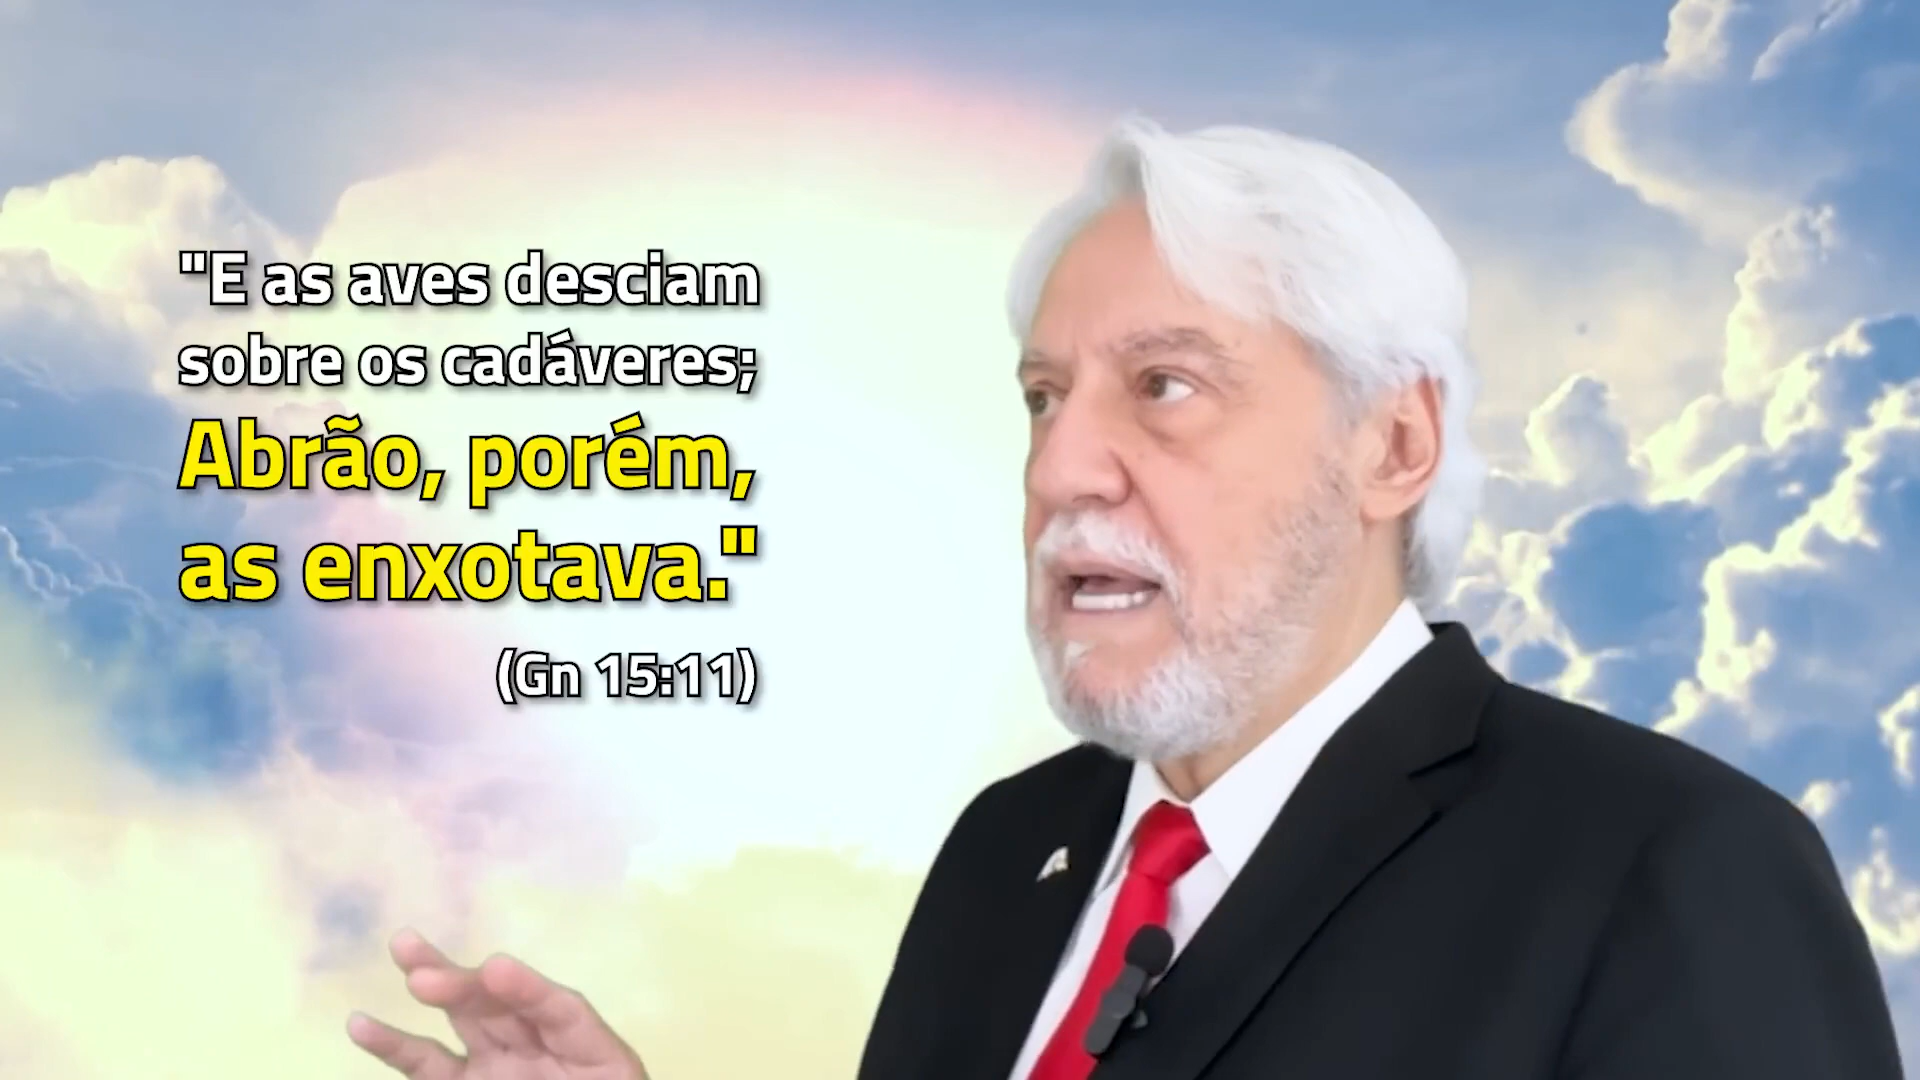 "E as aves desciam
sobre os cadáveres;
Abrão, porém,
as enxotava."
(Gn 15:11)